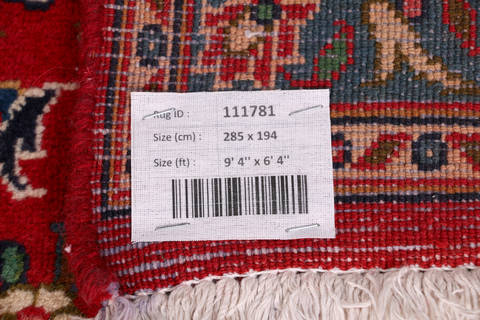 Rug ID : 111781
Size (cm) : 285 x 194
Size (ft) : 9' 4'' x 6' 4''